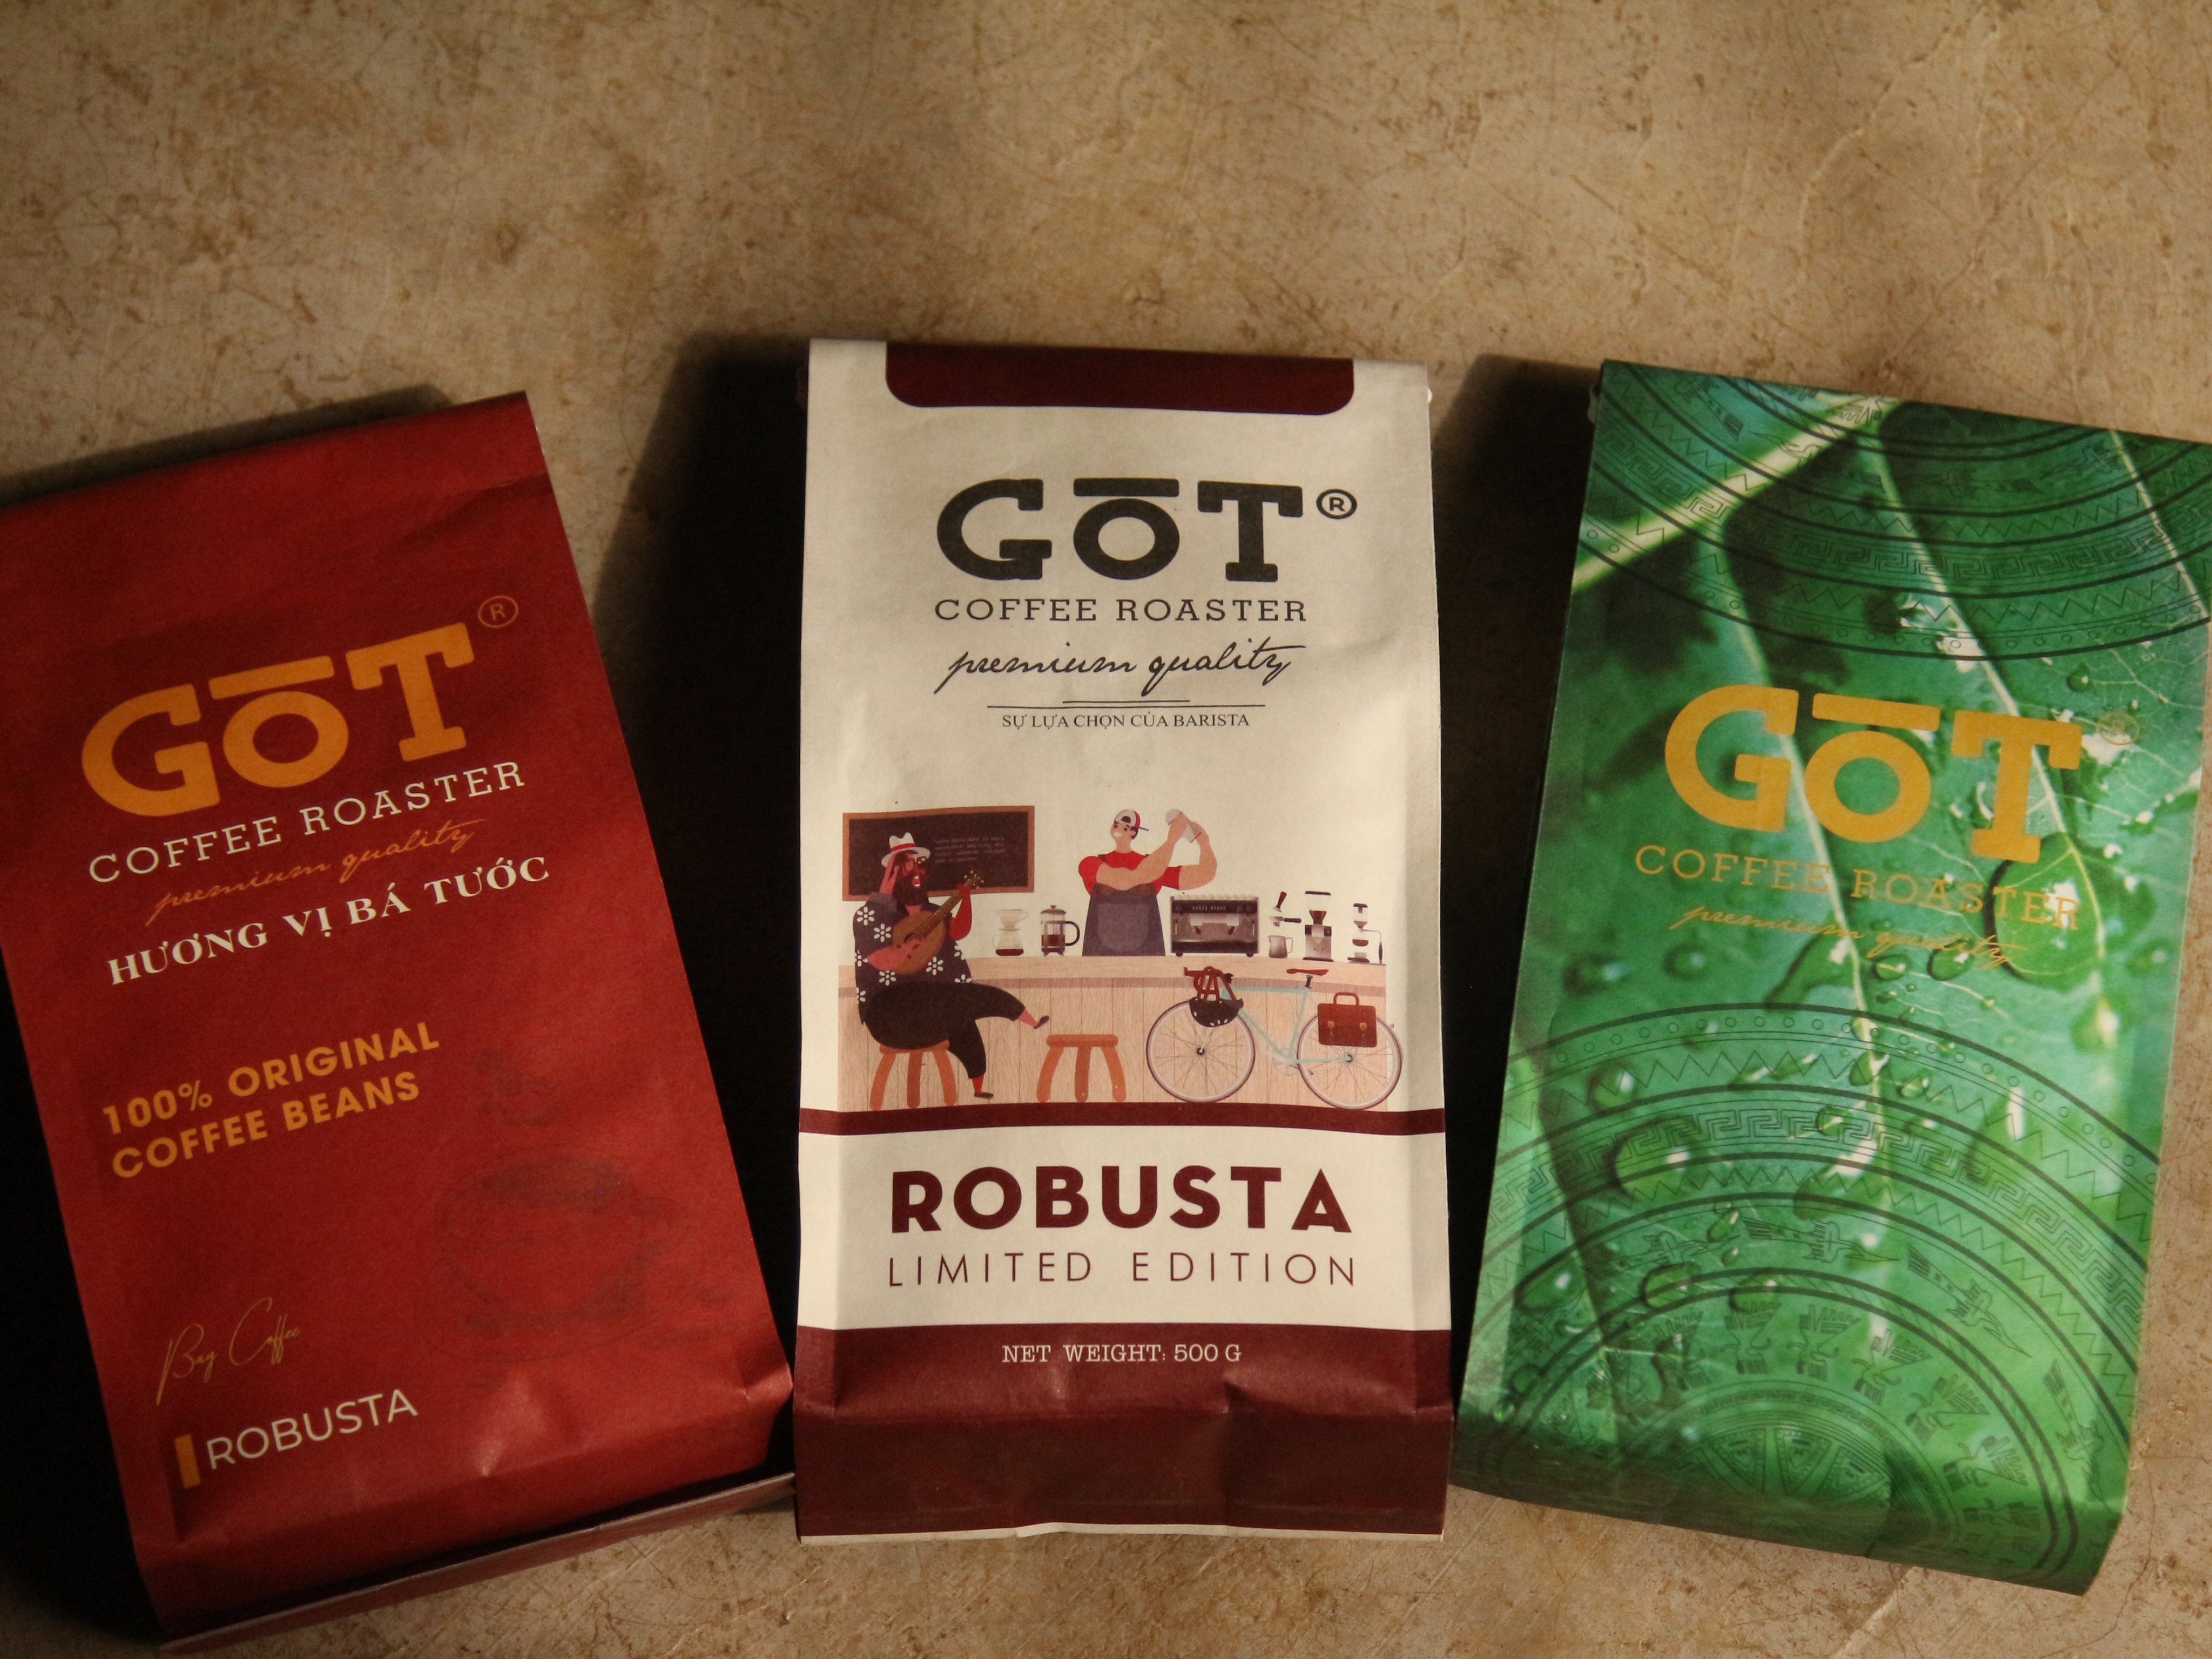 GŌT ®
COFFEE ROASTER
premium quality
HƯƠNG VỊ BÁ TƯỚC
100% ORIGINAL
COFFEE BEANS
Bag Coffee
ROBUSTA
GŌT®
COFFEE ROASTER
premium quality
SỰ LỰA CHỌN CỦA BARISTA
ROBUSTA
LIMITED EDITION
NET WEIGHT: 500 G
GŌT ®
COFFEE ROASTER
premium quality